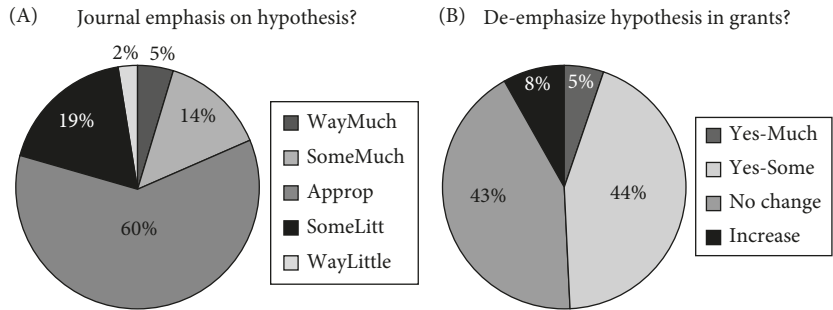 (A) Journal emphasis on hypothesis?
2% 5%
14%
19%
60%
WayMuch
SomeMuch
Approp
SomeLitt
WayLittle
(B) De-emphasize hypothesis in grants?
8% 5%
43% 44%
Yes-Much
Yes-Some
No change
Increase